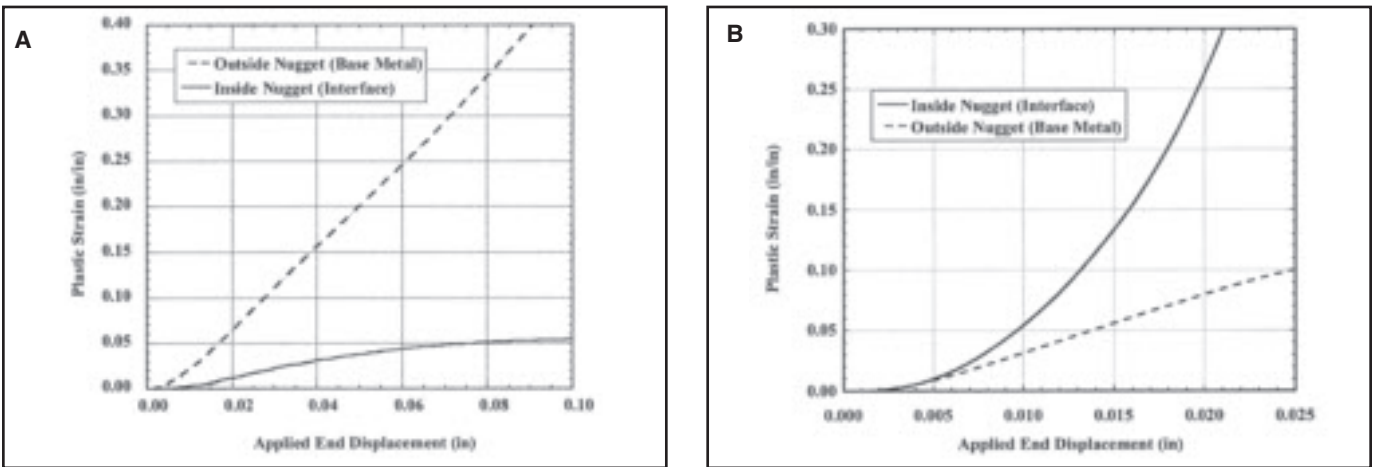 A
0.40
0.35
0.30
0.25
0.20
0.15
0.10
0.05
0.00
Plastic Strain (in/in)
Outside Nugget (Base Metal)
Inside Nugget (Interface)
0.00 0.02 0.04 0.06 0.08 0.10
Applied End Displacement (in)
B
0.30
0.25
0.20
0.15
0.10
0.05
0.00
Plastic Strain (in/in)
Inside Nugget (Interface)
Outside Nugget (Base Metal)
0.000 0.005 0.010 0.015 0.020 0.025
Applied End Displacement (in)